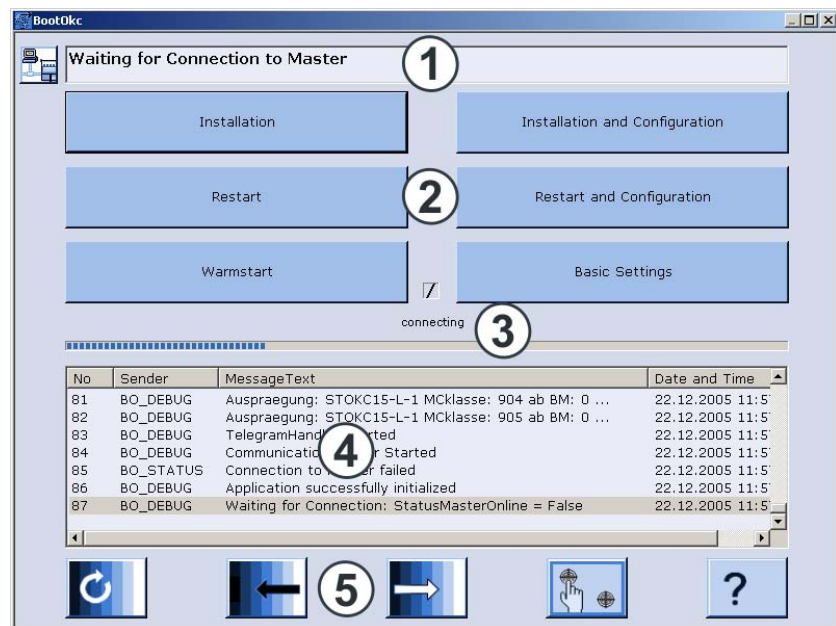 BootOkc
Waiting for Connection to Master
1
Installation
Installation and Configuration
Restart
2
Restart and Configuration
Warmstart
Basic Settings
connecting
3
No Sender MessageText Date and Time
81 BO_DEBUG Auspraegung: STOKC15-L-1 MCklasse: 904 ab BM: 0 ... 22.12.2005 11:5
82 BO_DEBUG Auspraegung: STOKC15-L-1 MCklasse: 905 ab BM: 0 ... 22.12.2005 11:5
83 BO_DEBUG started 22.12.2005 11:5
84 BO_DEBUG Started 22.12.2005 11:5
85 BO_STATUS Connection to failed 22.12.2005 11:5
86 BO_DEBUG Application successfully initialized 22.12.2005 11:5
87 BO_DEBUG Waiting for Connection: StatusMasterOnline = False 22.12.2005 11:5
4
5
?